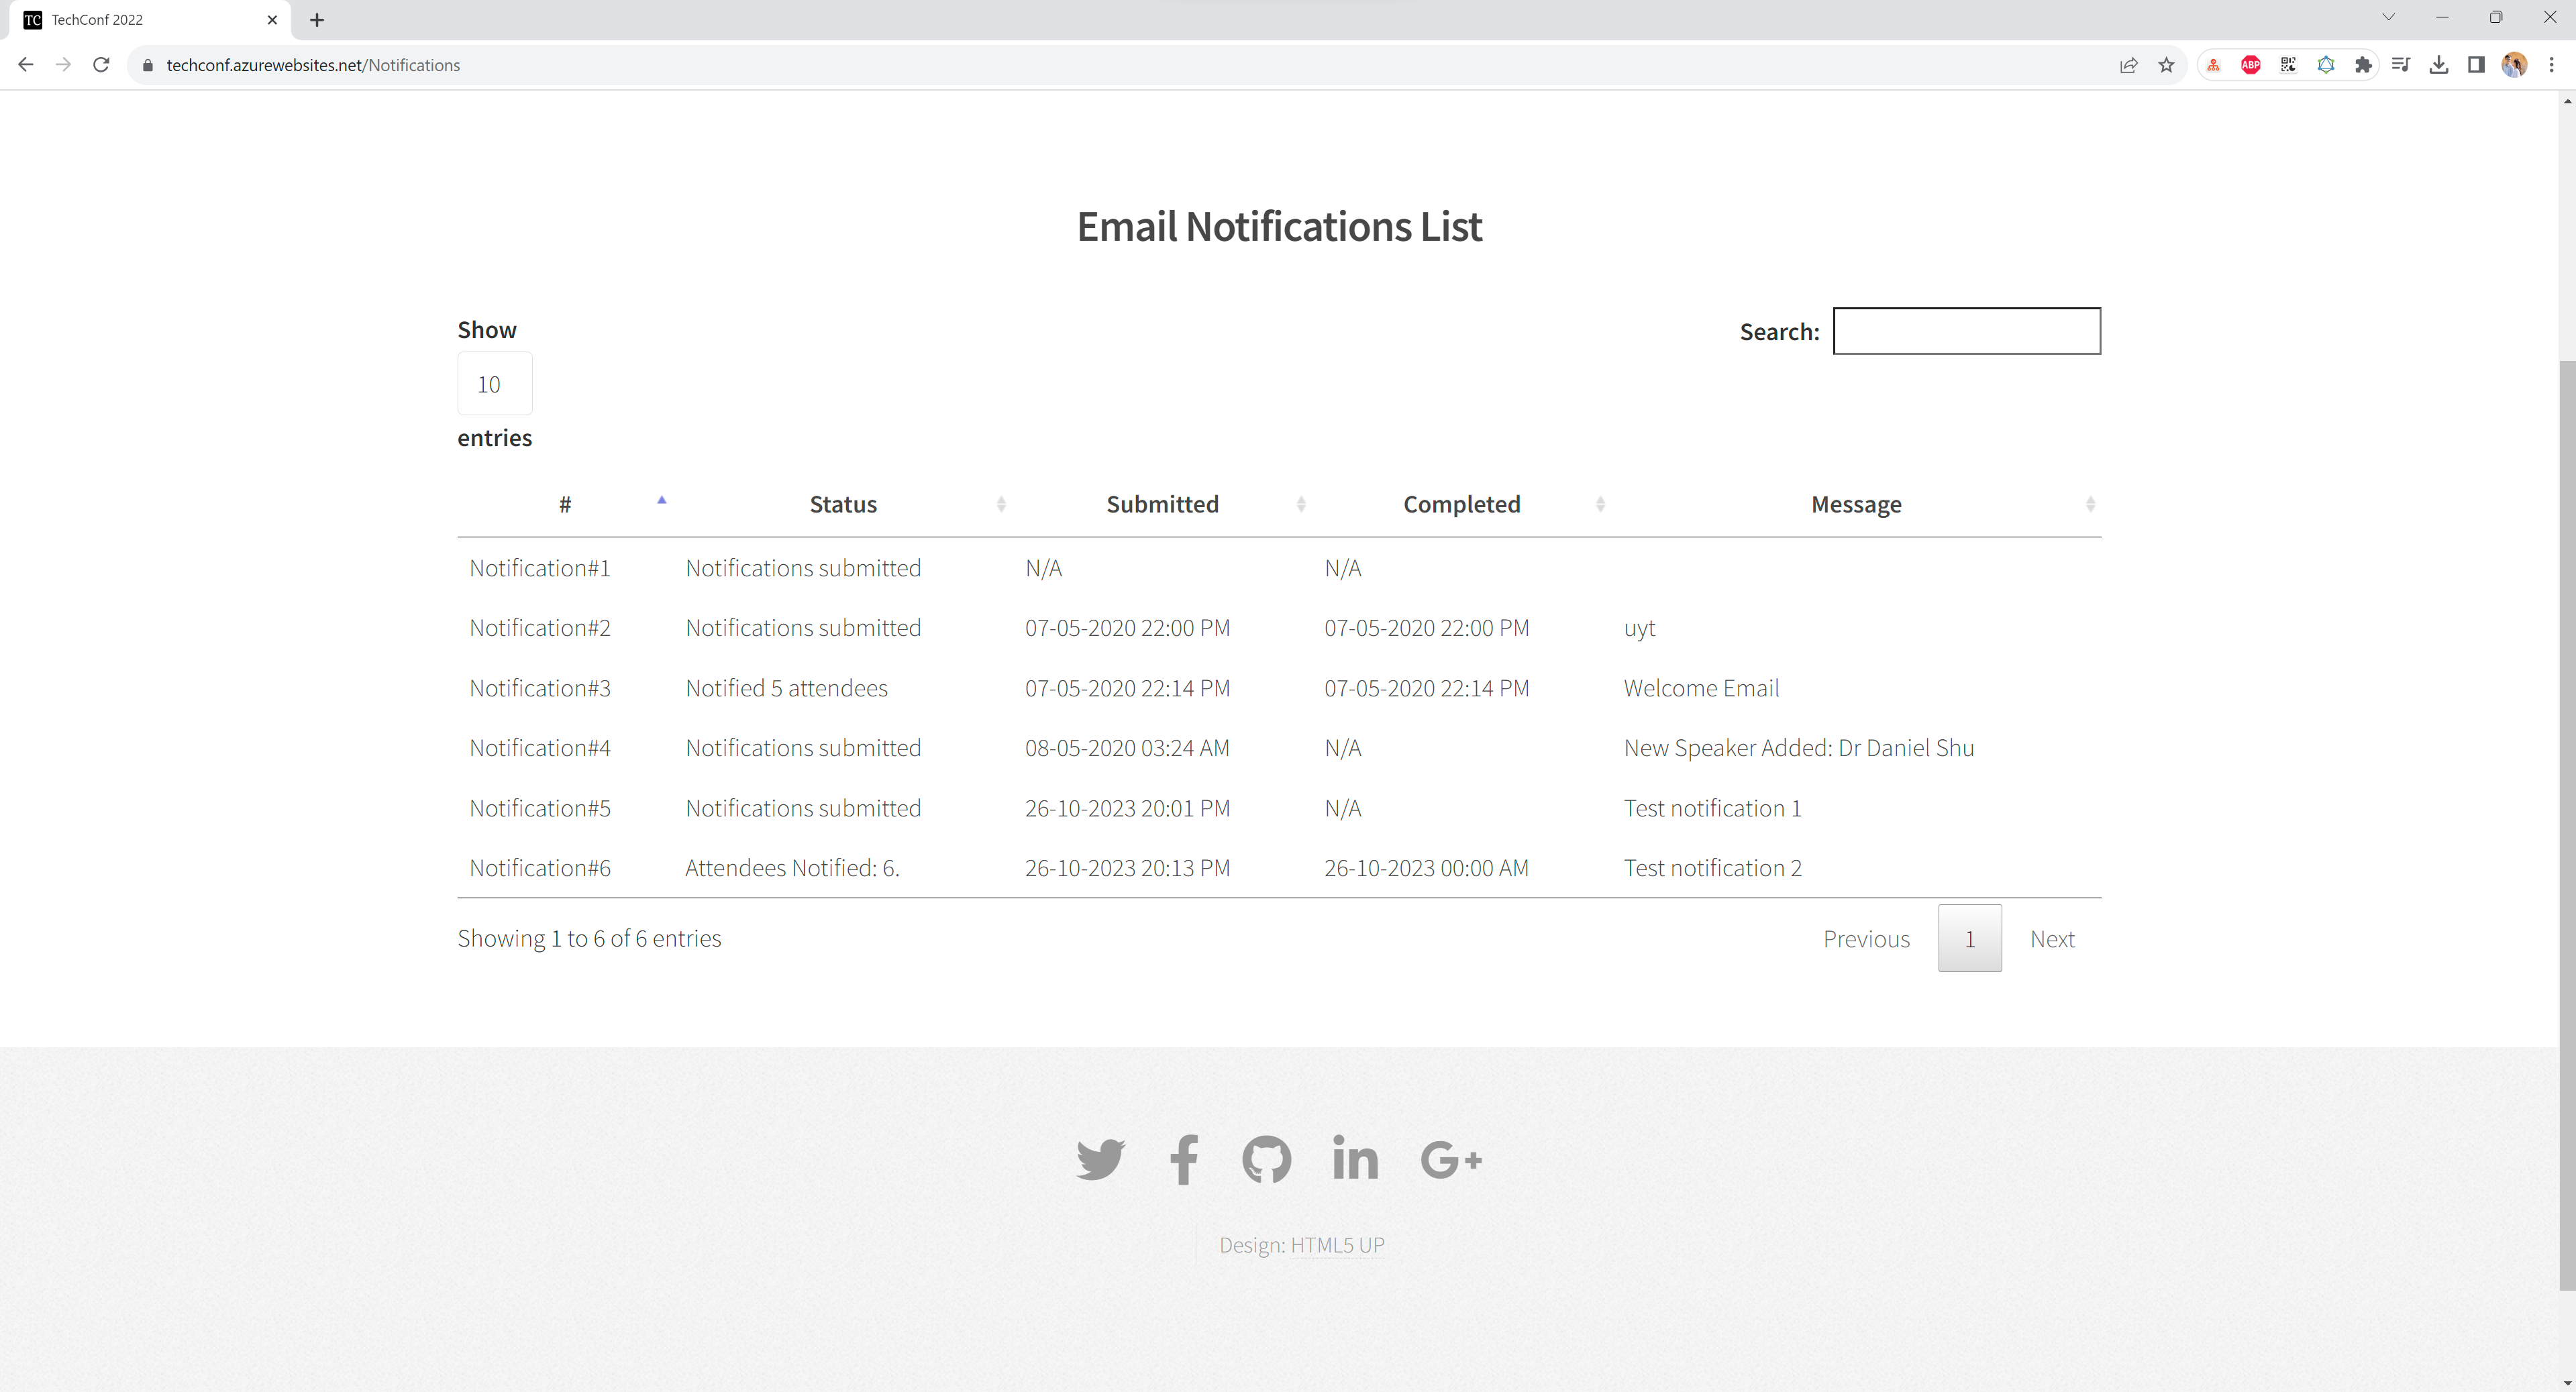 TC TechConf 2022
techconf.azurewebsites.net/Notifications
ABP
Email Notifications List
Show
10
entries
Search:
# Status Submitted Completed Message
Notification#1 Notifications submitted N/A N/A
Notification#2 Notifications submitted 07-05-2020 22:00 PM 07-05-2020 22:00 PM uyt
Notification#3 Notified 5 attendees 07-05-2020 22:14 PM 07-05-2020 22:14 PM Welcome Email
Notification#4 Notifications submitted 08-05-2020 03:24 AM N/A New Speaker Added: Dr Daniel Shu
Notification#5 Notifications submitted 26-10-2023 20:01 PM N/A Test notification 1
Notification#6 Attendees Notified: 6. 26-10-2023 20:13 PM 26-10-2023 00:00 AM Test notification 2
Showing 1 to 6 of 6 entries Previous 1 Next
Design: HTML5 UP